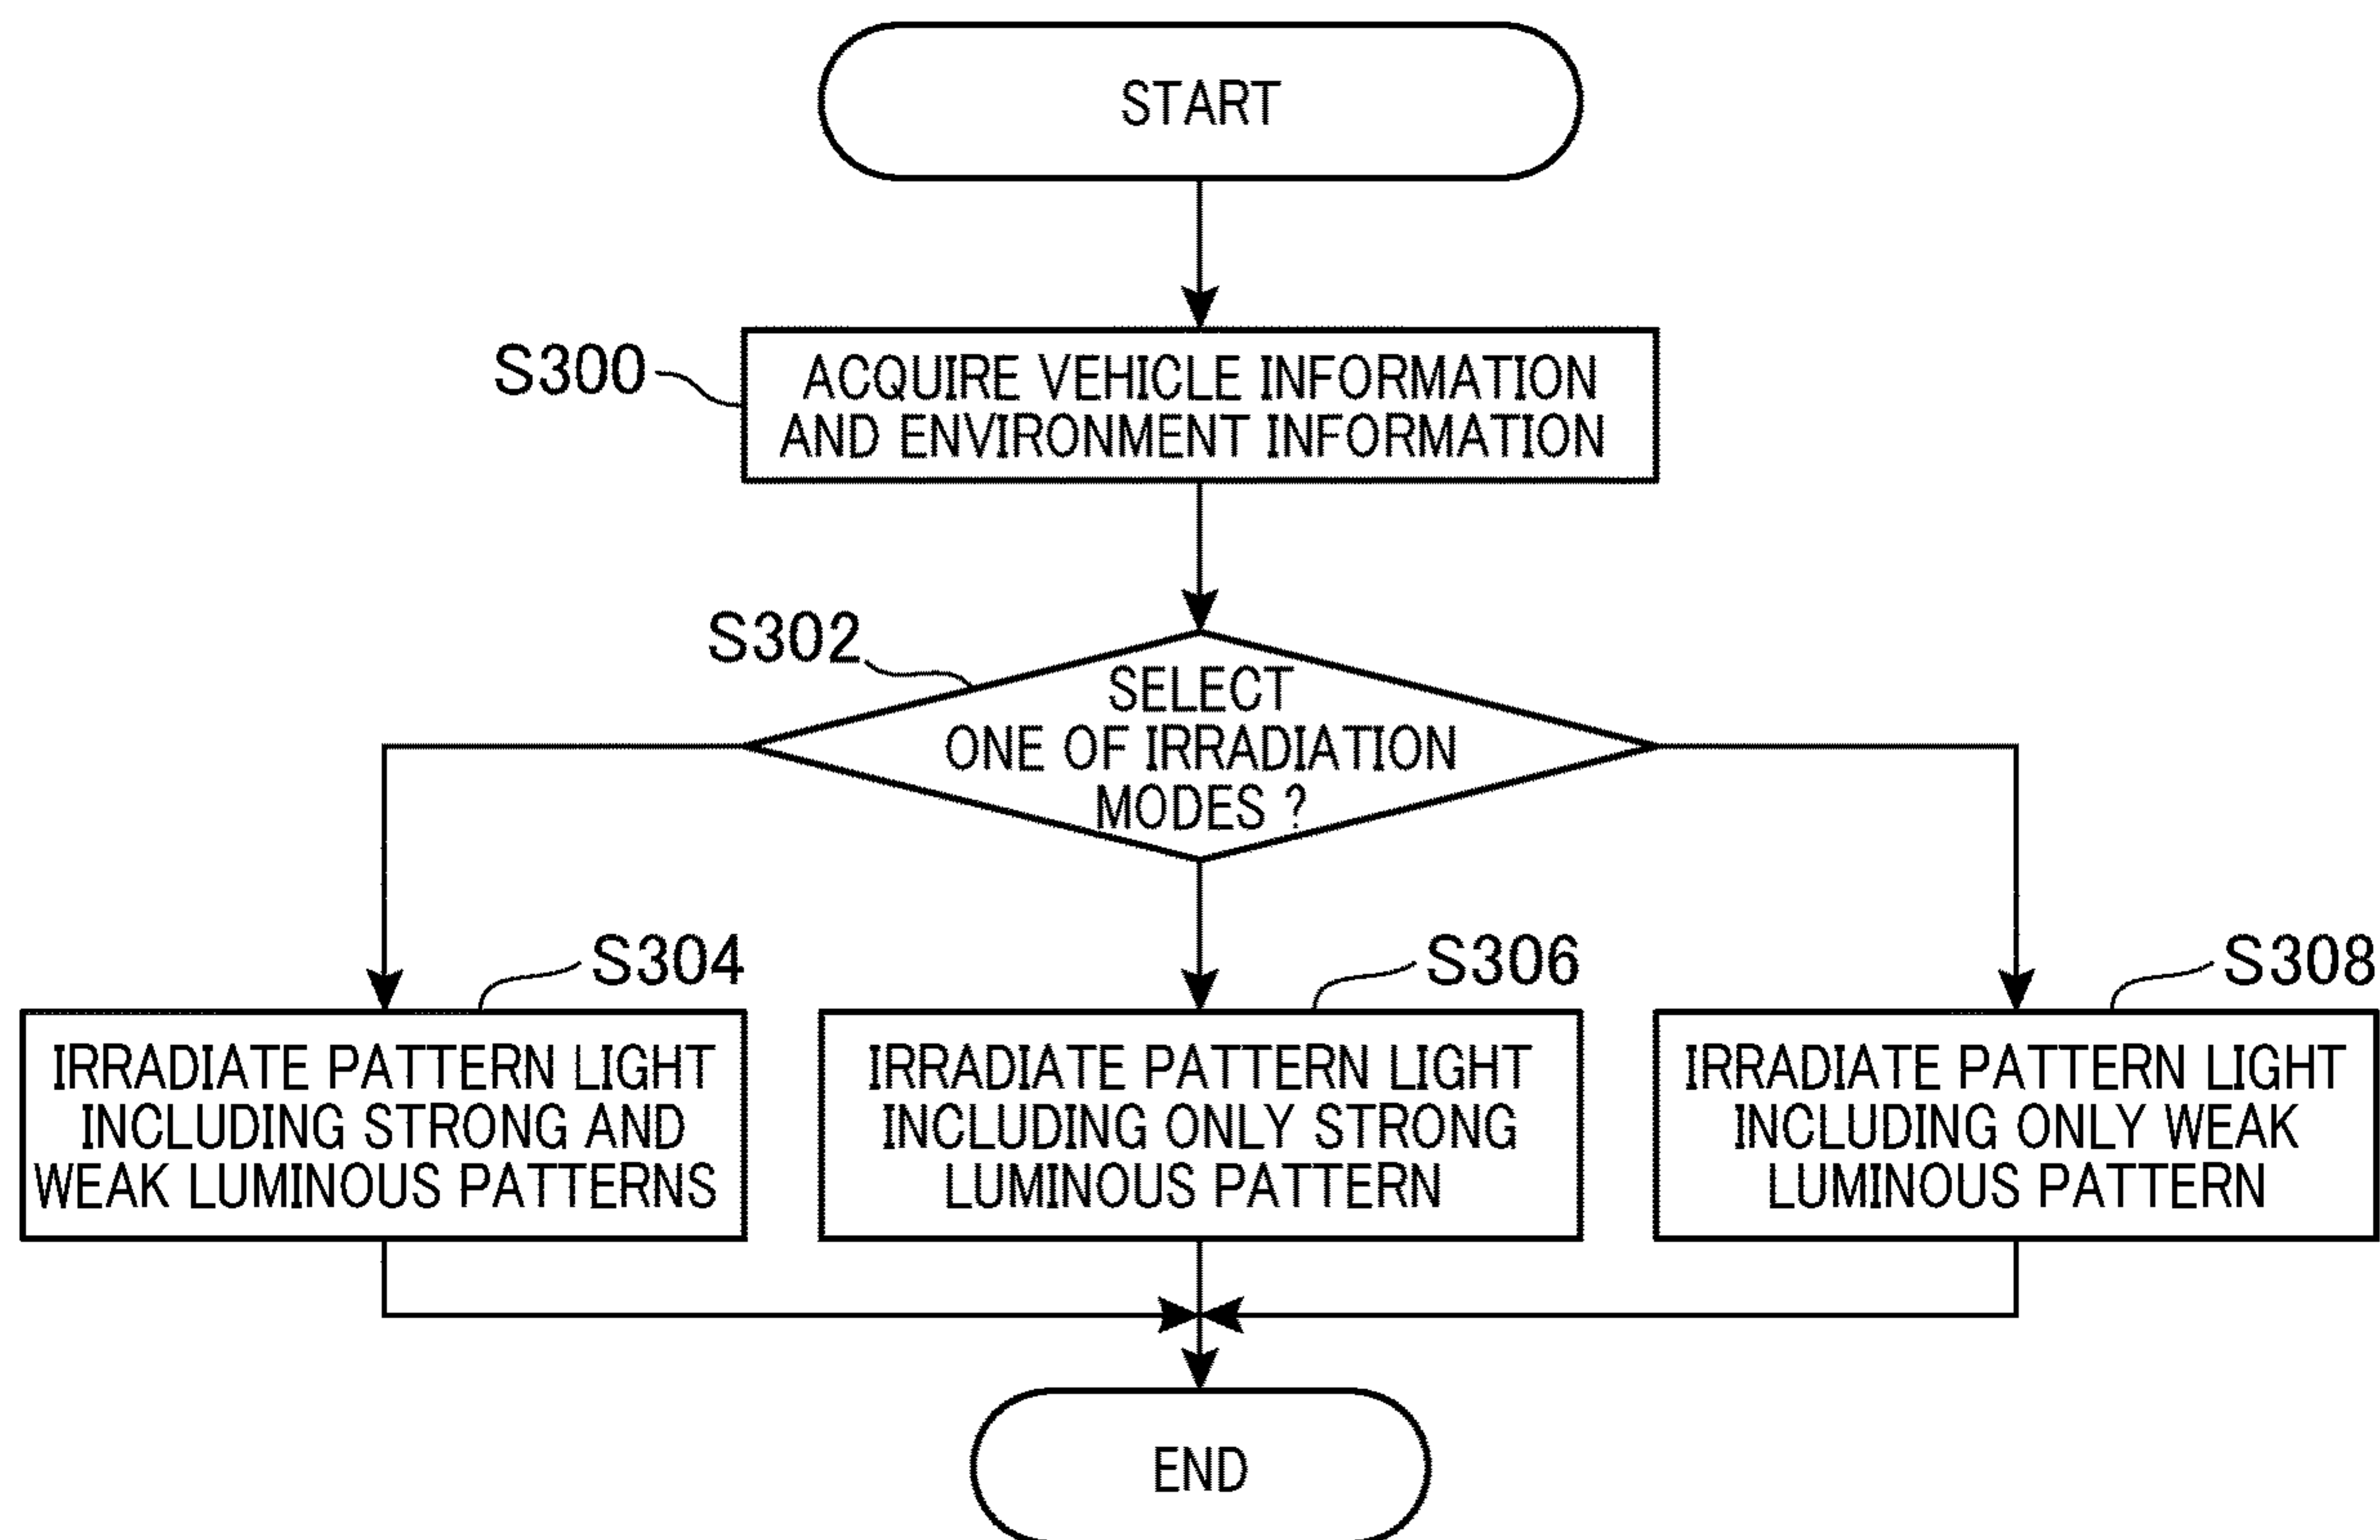 START
S300
ACQUIRE VEHICLE INFORMATION
AND ENVIRONMENT INFORMATION
S302
SELECT
ONE OF IRRADIATION
MODES ?
S304
IRRADIATE PATTERN LIGHT
INCLUDING STRONG AND
WEAK LUMINOUS PATTERNS
S306
IRRADIATE PATTERN LIGHT
INCLUDING ONLY STRONG
LUMINOUS PATTERN
S308
IRRADIATE PATTERN LIGHT
INCLUDING ONLY WEAK
LUMINOUS PATTERN
END